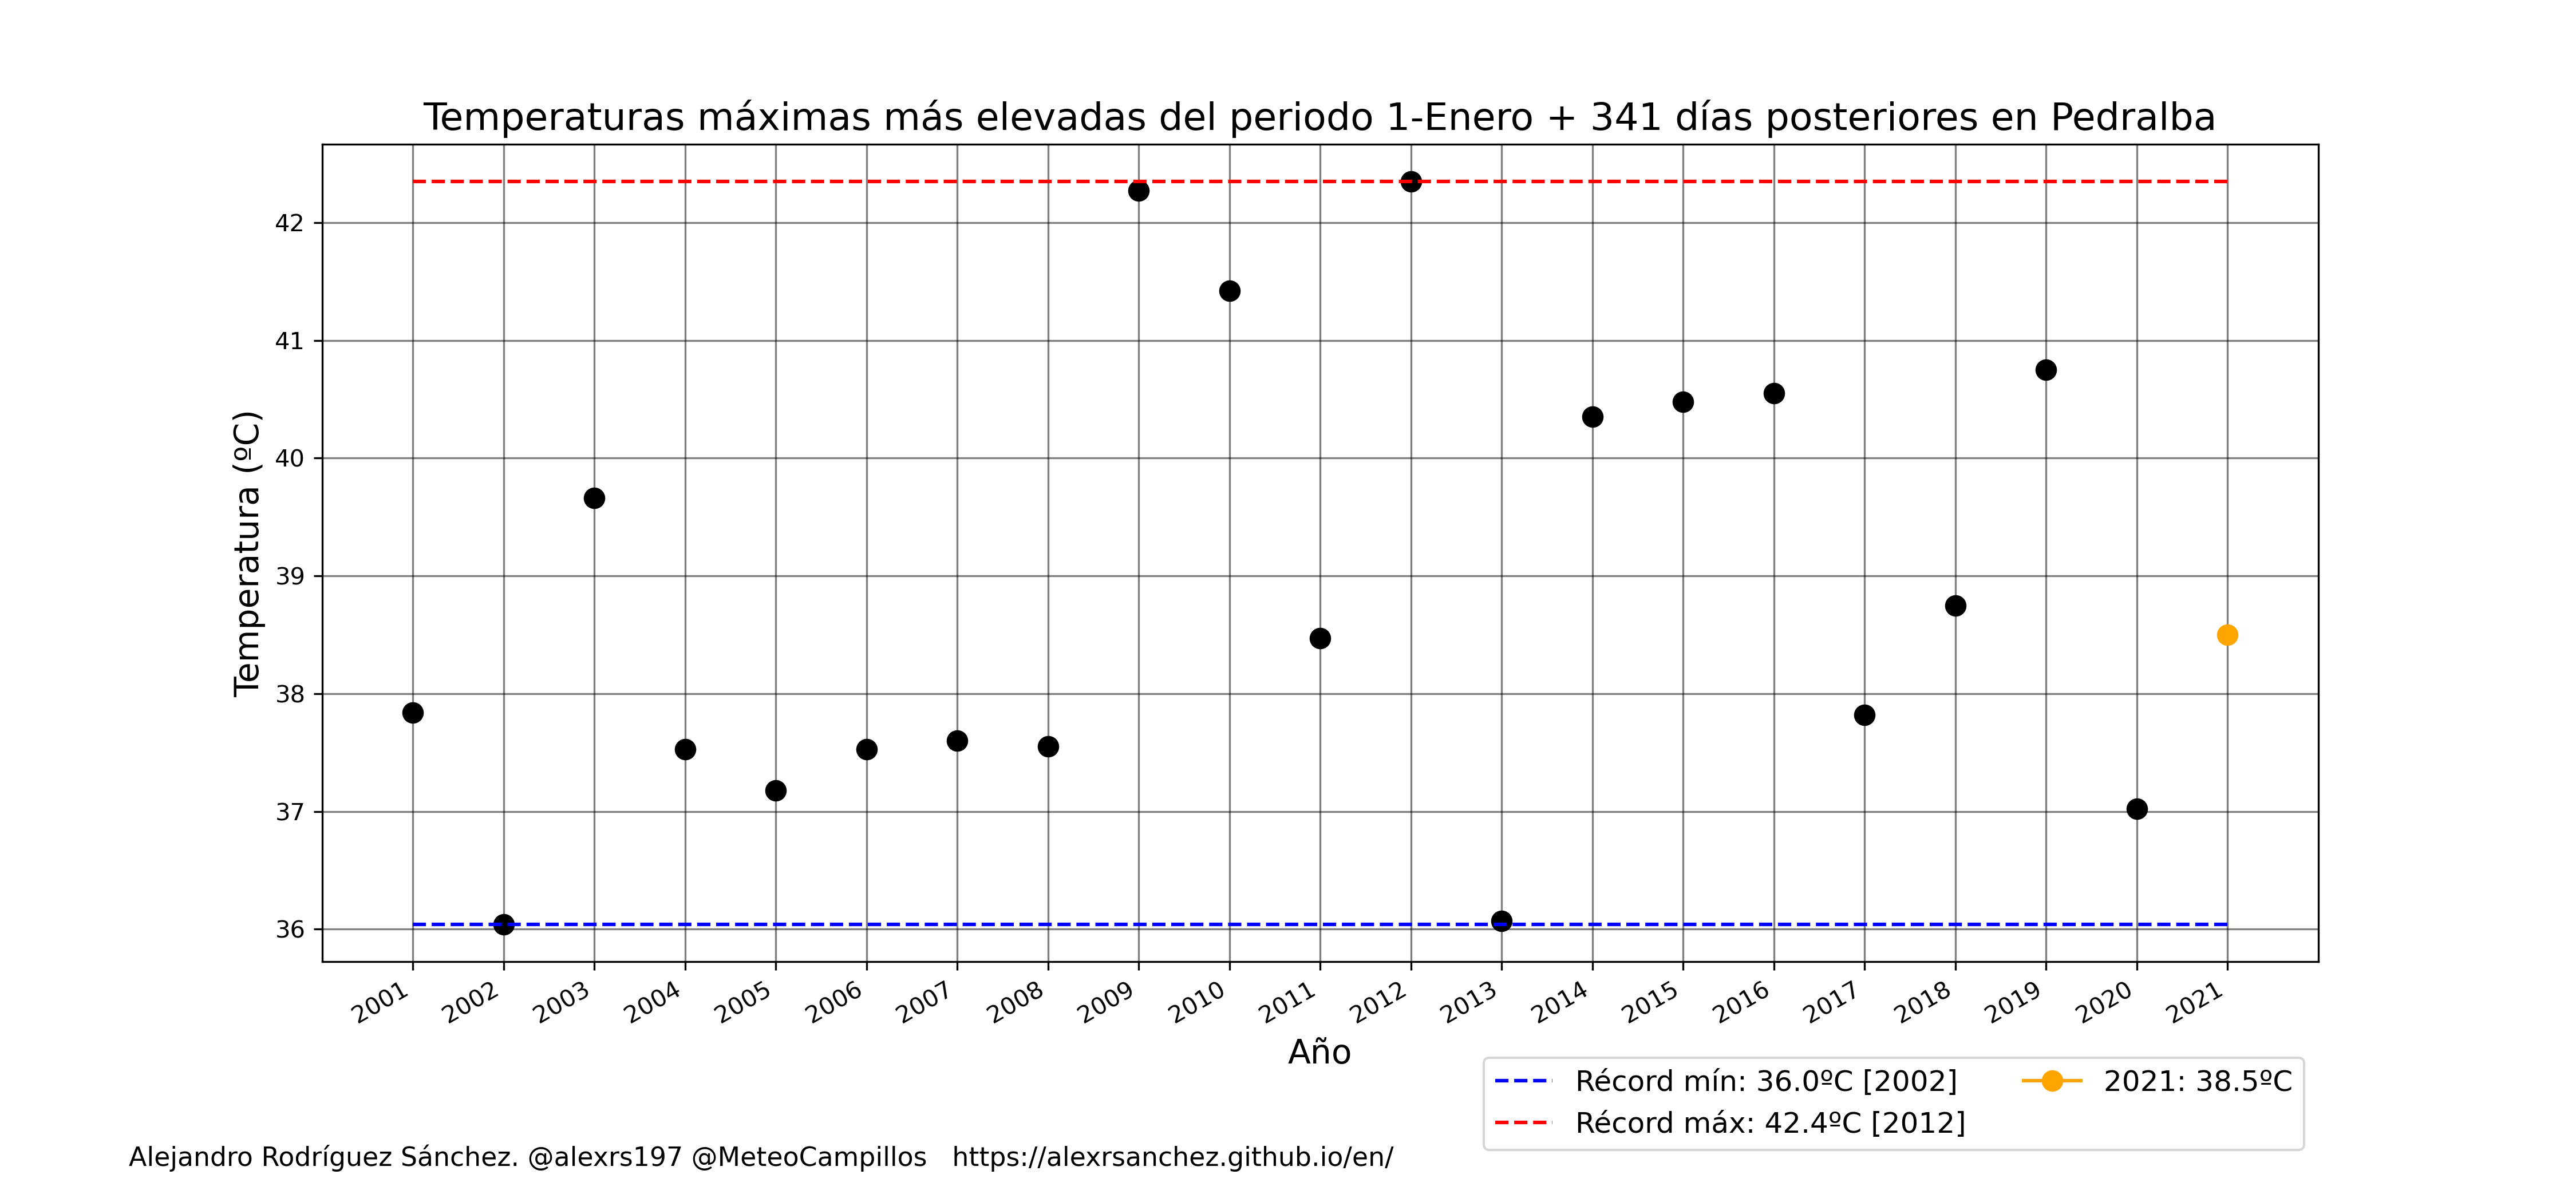 Temperaturas máximas más elevadas del periodo 1-Enero + 341 días posteriores en Pedralba
Temperatura (ºC)
42
41
40
39
38
37
36
2001 2002 2003 2004 2005 2006 2007 2008 2009 2010 2011 2012 2013 2014 2015 2016 2017 2018 2019 2020 2021
Año
Récord mín: 36.0ºC [2002]
Récord máx: 42.4ºC [2012]
2021: 38.5ºC
Alejandro Rodríguez Sánchez. @alexrs197 @MeteoCampillos https://alexrsanchez.github.io/en/